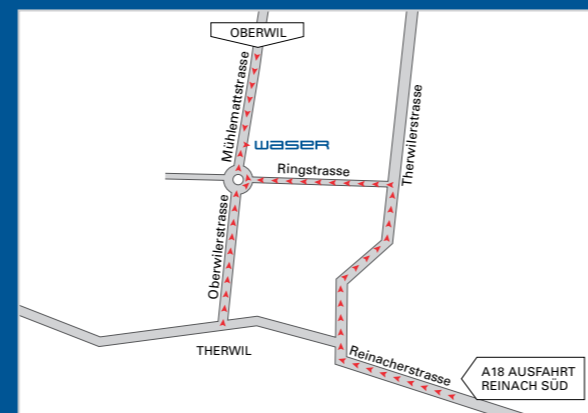 OBERWIL
Mühlemattstrasse
waser
Ringstrasse
Therwilerstrasse
Oberwilerstrasse
THERWIL
Reinacherstrasse
A18 AUSFAHRT
REINACH SÜD